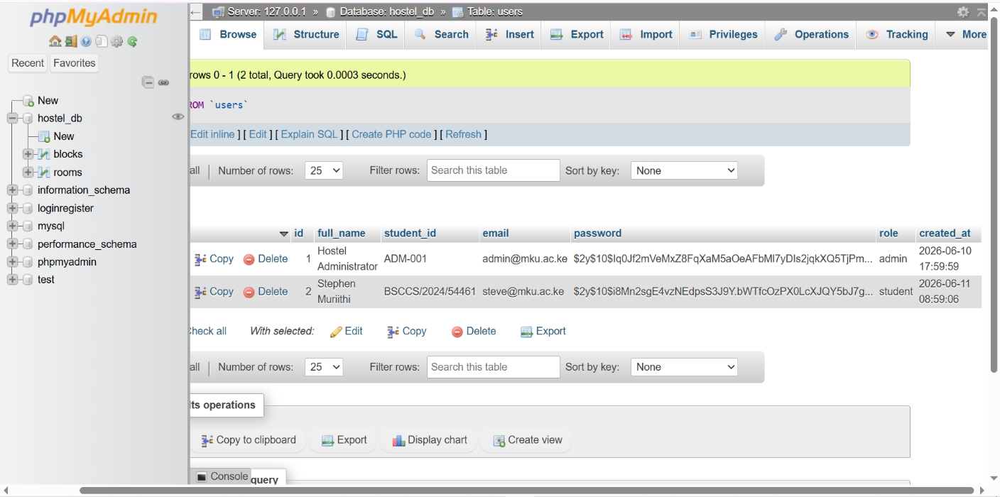 phpMyAdmin
Recent Favorites
New
hostel_db
New
blocks
rooms
information_schema
loginregister
mysql
performance_schema
phpmyadmin
test
Server: 127.0.0.1 » Database: hostel_db » Table: users
Browse Structure SQL Search Insert Export Import Privileges Operations Tracking More
rows 0 - 1 (2 total, Query took 0.0003 seconds.)
ROM `users`
Edit inline ] [ Edit ] [ Explain SQL ] [ Create PHP code ] [ Refresh ]
all | Number of rows: 25 Filter rows: Search this table Sort by key: None
id full_name student_id email password role created_at
Copy Delete 1 Hostel Administrator ADM-001 admin@mku.ac.ke $2y$10$Iq0Jf2mVeMxZ8FqXaM5aOeAFbMl7yDIs2jqkXQ5TjPm... admin 2026-06-10 17:59:59
Copy Delete 2 Stephen Muriithi BSCCS/2024/54461 steve@mku.ac.ke $2y$10$i8Mn2sgE4vzNEdpsS3J9Y.bWTfcOzPX0LcXJQY5bJ7g... student 2026-06-11 08:59:06
Check all With selected: Edit Copy Delete Export
all | Number of rows: 25 Filter rows: Search this table Sort by key: None
lts operations
Copy to clipboard Export Display chart Create view
Console query